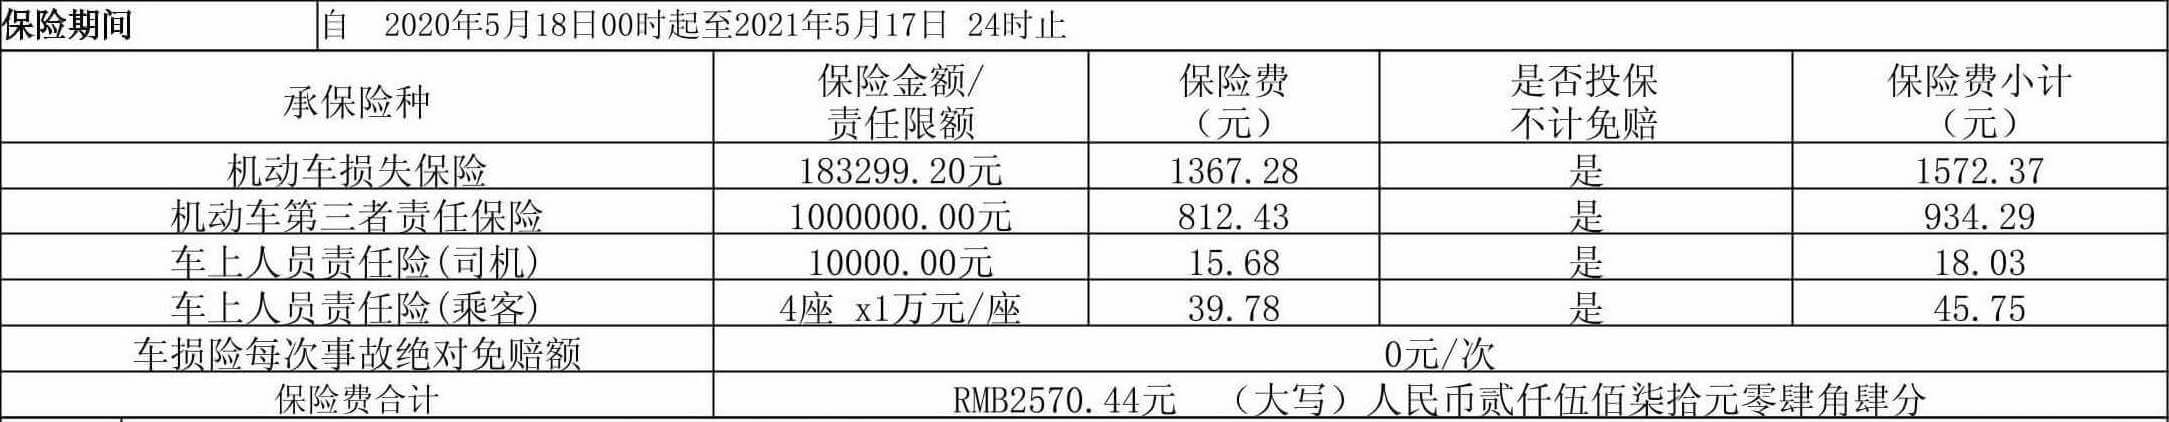 保险期间 自 2020年5月18日00时起至2021年5月17日 24时止
承保险种 保险金额/责任限额 保险费（元） 是否投保不计免赔 保险费小计（元）
机动车损失保险 183299.20元 1367.28 是 1572.37
机动车第三者责任保险 1000000.00元 812.43 是 934.29
车上人员责任险(司机) 10000.00元 15.68 是 18.03
车上人员责任险(乘客) 4座 x1万元/座 39.78 是 45.75
车损险每次事故绝对免赔额 0元/次
保险费合计 RMB2570.44元 （大写）人民币贰仟伍佰柒拾元零肆角肆分